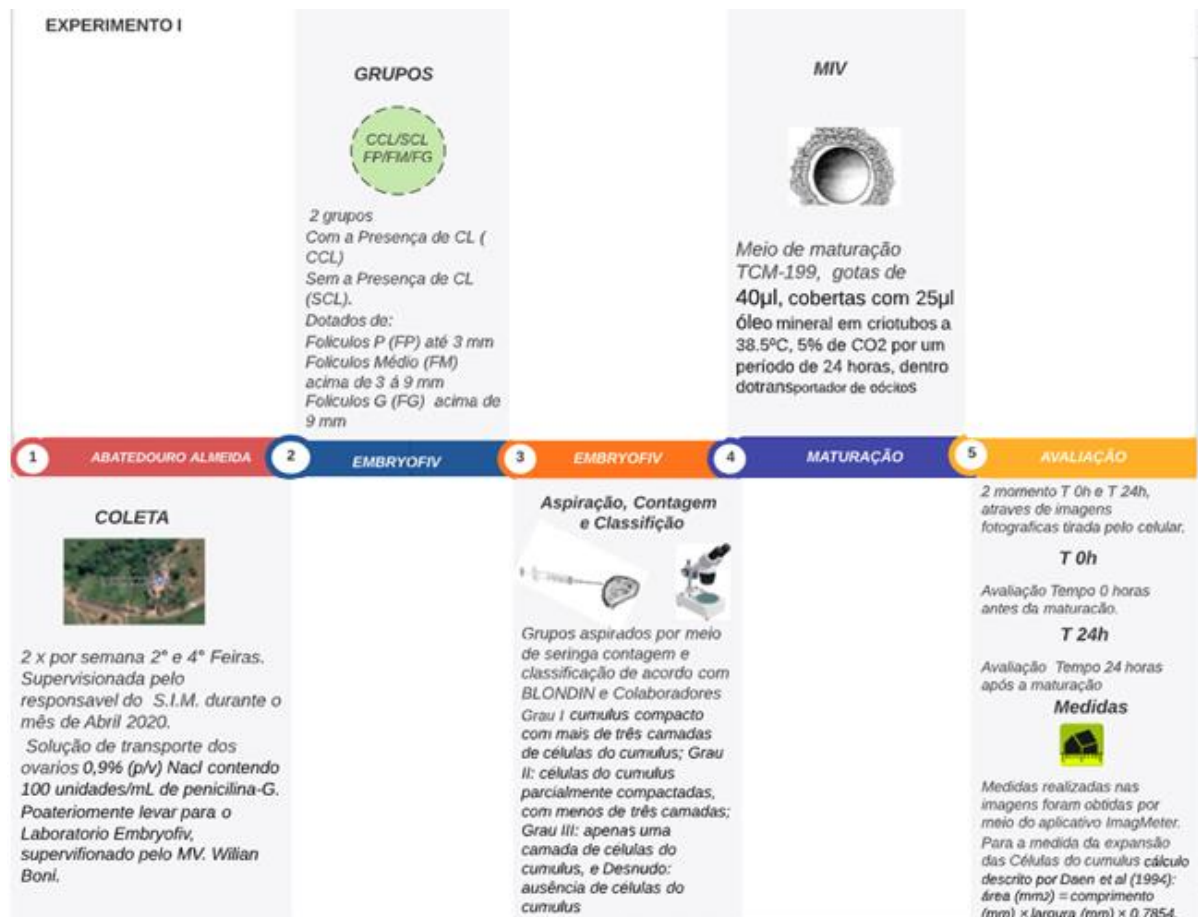 EXPERIMENTO I
GRUPOS
CCL/SCL
FP/FM/FG
2 grupos
Com a Presença de CL (
CCL)
Sem a Presença de CL
(SCL).
Dotados de:
Folículos P (FP) até 3 mm
Folículos Médio (FM)
acima de 3 á 9 mm
Folículos G (FG) acima de
9 mm
MIV
Meio de maturação
TCM-199, gotas de
40µl, cobertas com 25µl
óleo mineral em criotubos a
38.5ºC, 5% de CO2 por um
período de 24 horas, dentro
dotransportador de oócitos
1 ABATEDOURO ALMEIDA
2 EMBRYOFIV
3 EMBRYOFIV
4 MATURAÇÃO
5 AVALIAÇÃO
COLETA
2 x por semana 2° e 4° Feiras.
Supervisionada pelo
responsavel do S.I.M. durante o
mês de Abril 2020.
Solução de transporte dos
ovarios 0,9% (p/v) Nacl contendo
100 unidades/mL de penicilina-G.
Poateriomente levar para o
Laboratorio Embryofiv,
supervifionado pelo MV. Wilian
Boni.
Aspiração, Contagem
e Classifição
Grupos aspirados por meio
de seringa contagem e
classificação de acordo com
BLONDIN e Colaboradores
Grau I cumulus compacto
com mais de três camadas
de células do cumulus; Grau
II: células do cumulus
parcialmente compactadas,
com menos de três camadas;
Grau III: apenas uma
camada de células do
cumulus, e Desnudo:
ausência de células do
cumulus
2 momento T 0h e T 24h,
atraves de imagens
fotograficas tirada pelo celular.
T 0h
Avaliação Tempo 0 horas
antes da maturacão.
T 24h
Avaliação Tempo 24 horas
após a maturação
Medidas
Medidas realizadas nas
imagens foram obtidas por
meio do aplicativo ImagMeter.
Para a medida da expansão
das Células do cumulus cálculo
descrito por Daen et al (1994):
área (mm2) = comprimento
(mm) × largura (mm) × 0,7854.